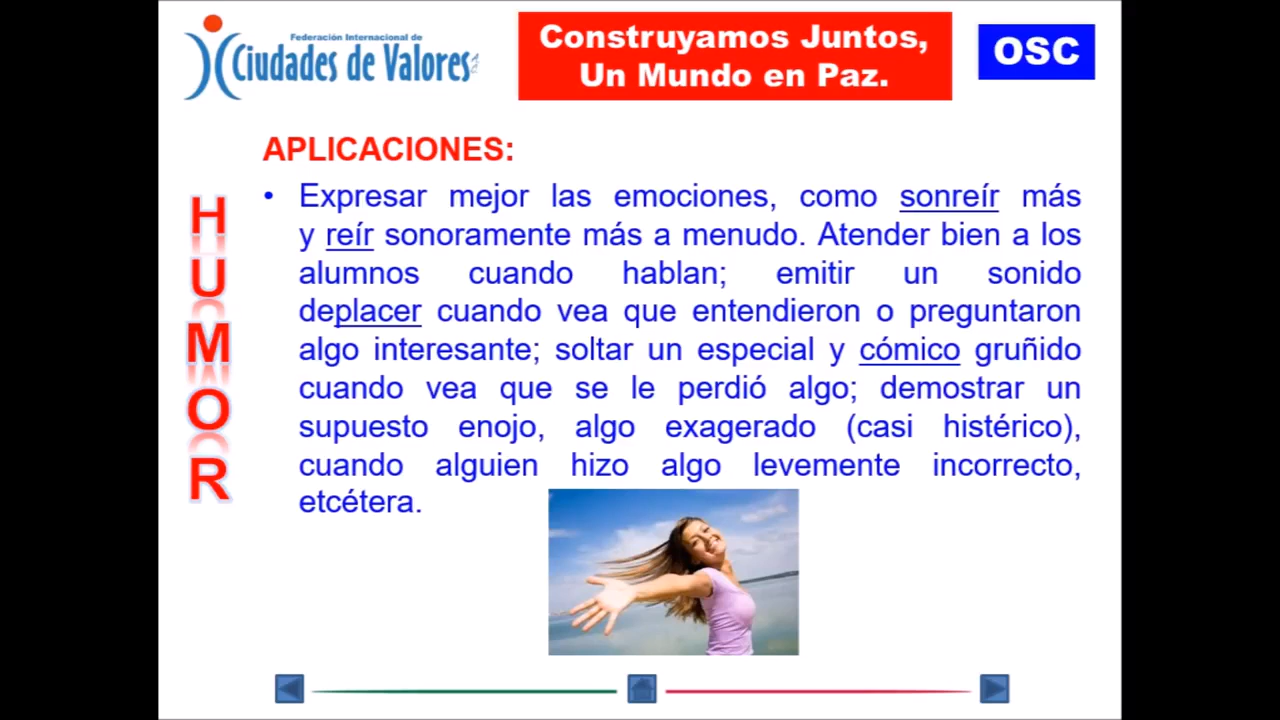 Federación Internacional de
Ciudades de Valores
Construyamos Juntos,
Un Mundo en Paz.
OSC
APLICACIONES:
HUMOR
• Expresar mejor las emociones, como sonreír más
y reír sonoramente más a menudo. Atender bien a los
alumnos cuando hablan; emitir un sonido
deplacer cuando vea que entendieron o preguntaron
algo interesante; soltar un especial y cómico gruñido
cuando vea que se le perdió algo; demostrar un
supuesto enojo, algo exagerado (casi histérico),
cuando alguien hizo algo levemente incorrecto,
etcétera.